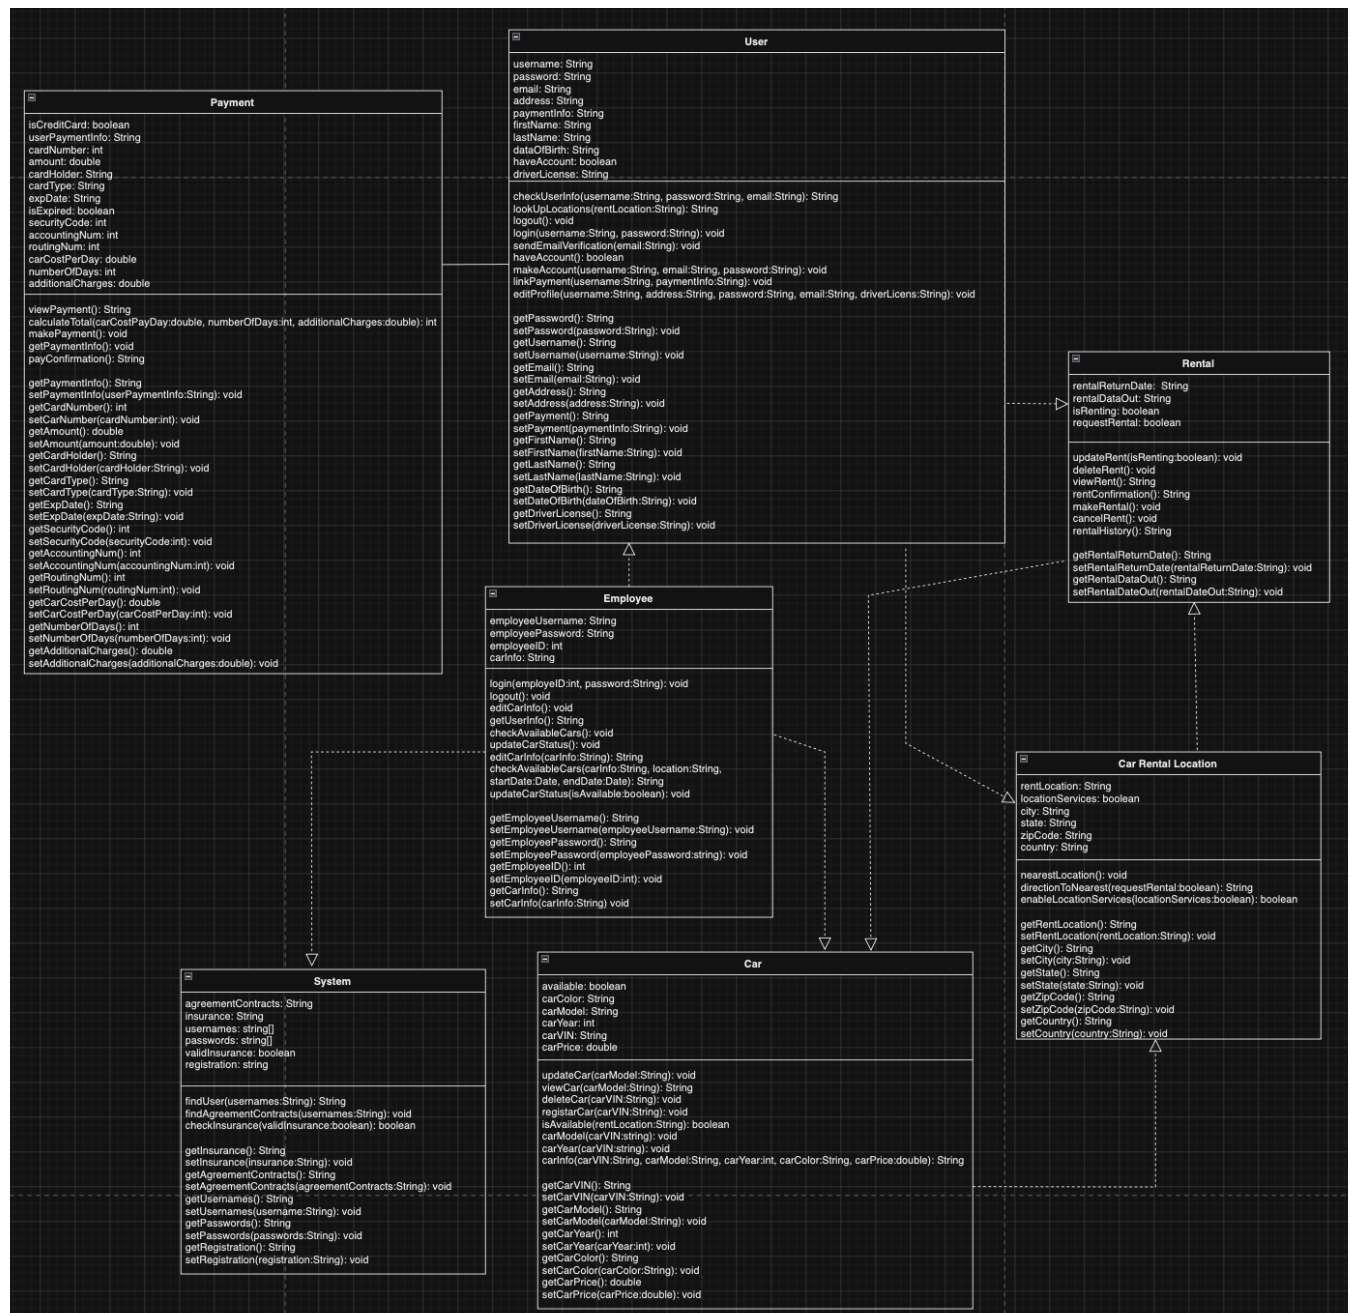 User
username: String
password: String
email: String
address: String
paymentInfo: String
firstName: String
lastName: String
dataOfBirth: String
haveAccount: boolean
driverLicense: String
checkUserInfo(username:String, password:String, email:String): String
lookUpLocations(rentLocation:String): String
logout(): void
login(username:String, password:String): void
sendEmailVerification(email:String): void
haveAccount(): boolean
makeAccount(username:String, email:String, password:String): void
linkPayment(username:String, paymentInfo:String): void
editProfile(username:String, address:String, password:String, email:String, driverLicens:String): void
getPassword(): String
setPassword(password:String): void
getUsername(): String
setUsername(username:String): void
getEmail(): String
setEmail(email:String): void
getAddress(): String
setAddress(address:String): void
getPayment(): String
setPayment(paymentInfo:String): void
getFirstName(): String
setFirstName(firstName:String): void
getLastName(): String
setLastName(lastName:String): void
getDateOfBirth(): String
setDateOfBirth(dateOfBirth:String): void
getDriverLicense(): String
setDriverLicense(driverLicense:String): void
Payment
isCreditCard: boolean
userPaymentInfo: String
cardNumber: int
amount: double
cardHolder: String
cardType: String
expDate: String
isExpired: boolean
securityCode: int
accountingNum: int
routingNum: int
carCostPerDay: double
numberOfDays: int
additionalCharges: double
viewPayment(): String
calculateTotal(carCostPayDay:double, numberOfDays:int, additionalCharges:double): int
makePayment(): void
getPaymentInfo(): void
payConfirmation(): String
getPaymentInfo(): String
setPaymentInfo(userPaymentInfo:String): void
getCardNumber(): int
setCarNumber(cardNumber:int): void
getAmount(): double
setAmount(amount:double): void
getCardHolder(): String
setCardHolder(cardHolder:String): void
getCardType(): String
setCardType(cardType:String): void
getExpDate(): String
setExpDate(expDate:String): void
getSecurityCode(): int
setSecurityCode(securityCode:int): void
getAccountingNum(): int
setAccountingNum(accountingNum:int): void
getRoutingNum(): int
setRoutingNum(routingNum:int): void
getCarCostPerDay(): double
setCarCostPerDay(carCostPerDay:int): void
getNumberOfDays(): int
setNumberOfDays(numberOfDays:int): void
getAdditionalCharges(): double
setAdditionalCharges(additionalCharges:double): void
Rental
rentalReturnDate: String
rentalDataOut: String
isRenting: boolean
requestRental: boolean
updateRent(isRenting:boolean): void
deleteRent(): void
viewRent(): String
rentConfirmation(): String
makeRental(): void
cancelRent(): void
rentalHistory(): String
getRentalReturnDate(): String
setRentalReturnDate(rentalReturnDate:String): void
getRentalDataOut(): String
setRentalDateOut(rentalDateOut:String): void
Employee
employeeUsername: String
employeePassword: String
employeeID: int
carInfo: String
login(employeID:int, password:String): void
logout(): void
editCarInfo(): void
getUserInfo(): String
checkAvailableCars(): void
updateCarStatus(): void
editCarInfo(carInfo:String): String
checkAvailableCars(carInfo:String, location:String,
startDate:Date, endDate:Date): String
updateCarStatus(isAvailable:boolean): void
getEmployeeUsername(): String
setEmployeeUsername(employeeUsername:String): void
getEmployeePassword(): String
setEmployeePassword(employeePassword:string): void
getEmployeeID(): int
setEmployeeID(employeeID:int): void
getCarInfo(): String
setCarInfo(carInfo:String) void
Car Rental Location
rentLocation: String
locationServices: boolean
city: String
state: String
zipCode: String
country: String
nearestLocation(): void
directionToNearest(requestRental:boolean): String
enableLocationServices(locationServices:boolean): boolean
getRentLocation(): String
setRentLocation(rentLocation:String): void
getCity(): String
setCity(city:String): void
getState(): String
setState(state:String): void
getZipCode(): String
setZipCode(zipCode:String): void
getCountry(): String
setCountry(country:String): void
System
agreementContracts: String
insurance: String
usernames: string[]
passwords: string[]
validInsurance: boolean
registration: string
findUser(usernames:String): String
findAgreementContracts(usernames:String): void
checkInsurance(validInsurance:boolean): boolean
getInsurance(): String
setInsurance(insurance:String): void
getAgreementContracts(): String
setAgreementContracts(agreementContracts:String): void
getUsernames(): String
setUsernames(username:String): void
getPasswords(): String
setPasswords(passwords:String): void
getRegistration(): String
setRegistration(registration:String): void
Car
available: boolean
carColor: String
carModel: String
carYear: int
carVIN: String
carPrice: double
updateCar(carModel:String): void
viewCar(carModel:String): String
deleteCar(carVIN:String): void
registarCar(carVIN:String): void
isAvailable(rentLocation:String): boolean
carModel(carVIN:string): void
carYear(carVIN:string): void
carInfo(carVIN:String, carModel:String, carYear:int, carColor:String, carPrice:double): String
getCarVIN(): String
setCarVIN(carVIN:String): void
getCarModel(): String
setCarModel(carModel:String): void
getCarYear(): int
setCarYear(carYear:int): void
getCarColor(): String
setCarColor(carColor:String): void
getCarPrice(): double
setCarPrice(carPrice:double): void